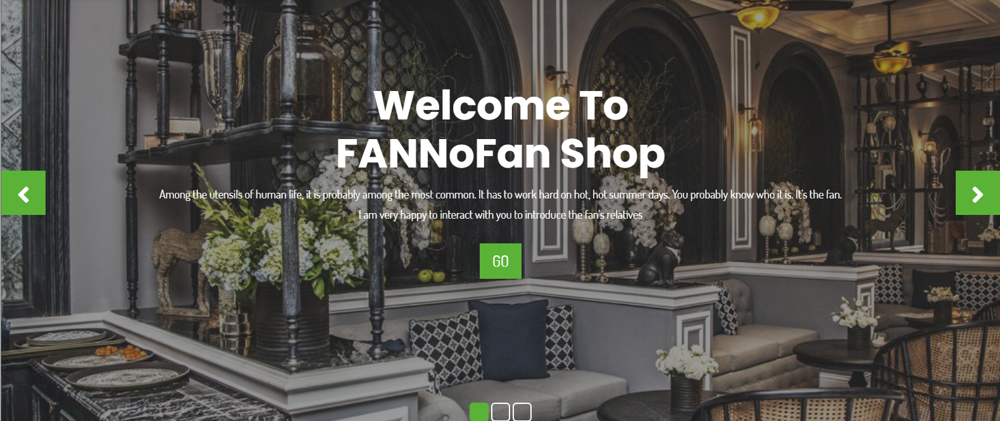 Welcome To
FANNoFan Shop
Among the utensils of human life, it is probably among the most common. It has to work hard on hot, hot summer days. You probably know who it is. It's the fan.
I am very happy to interact with you to introduce the fan's relatives
GO